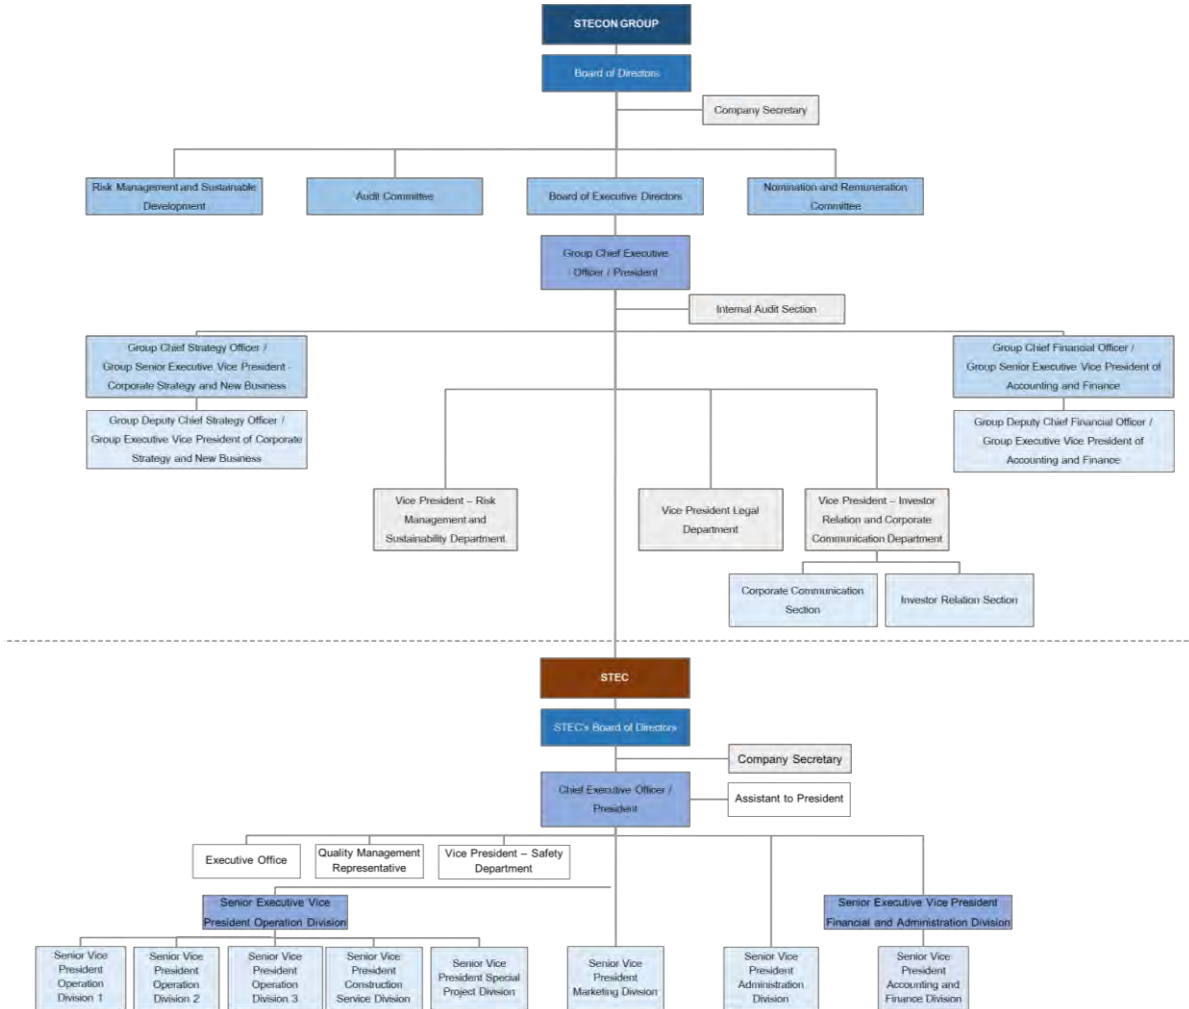 STECON GROUP
Board of Directors
Company Secretary
Risk Management and Sustainable
Development
Audit Committee
Board of Executive Directors
Nomination and Remuneration
Committee
Group Chief Executive
Officer / President
Internal Audit Section
Group Chief Strategy Officer /
Group Senior Executive Vice President -
Corporate Strategy and New Business
Group Chief Financial Officer /
Group Senior Executive Vice President of
Accounting and Finance
Group Deputy Chief Strategy Officer /
Group Executive Vice President of Corporate
Strategy and New Business
Group Deputy Chief Financial Officer /
Group Executive Vice President of
Accounting and Finance
Vice President – Risk
Management and
Sustainability Department
Vice President Legal
Department
Vice President – Investor
Relation and Corporate
Communication Department
Corporate Communication
Section
Investor Relation Section
STEC
STEC's Board of Directors
Company Secretary
Chief Executive Officer /
President
Assistant to President
Executive Office
Quality Management
Representative
Vice President – Safety
Department
Senior Executive Vice
President Operation Division
Senior Executive Vice President
Financial and Administration Division
Senior Vice
President
Operation
Division 1
Senior Vice
President
Operation
Division 2
Senior Vice
President
Operation
Division 3
Senior Vice
President
Construction
Service Division
Senior Vice
President Special
Project Division
Senior Vice
President
Marketing Division
Senior Vice
President
Administration
Division
Senior Vice
President
Accounting and
Finance Division